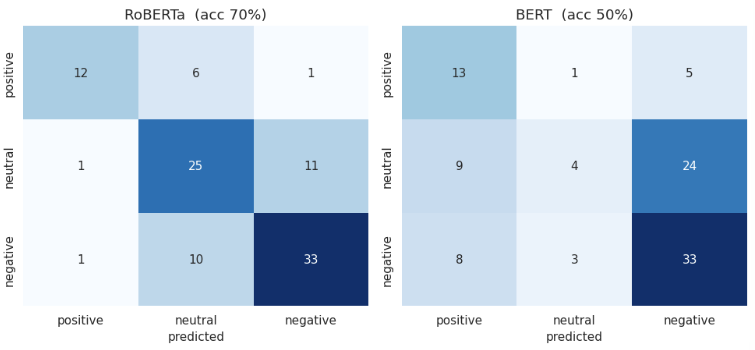 RoBERTa (acc 70%)
positive 12 6 1
neutral 1 25 11
negative 1 10 33
positive neutral negative
predicted
BERT (acc 50%)
positive 13 1 5
neutral 9 4 24
negative 8 3 33
positive neutral negative
predicted